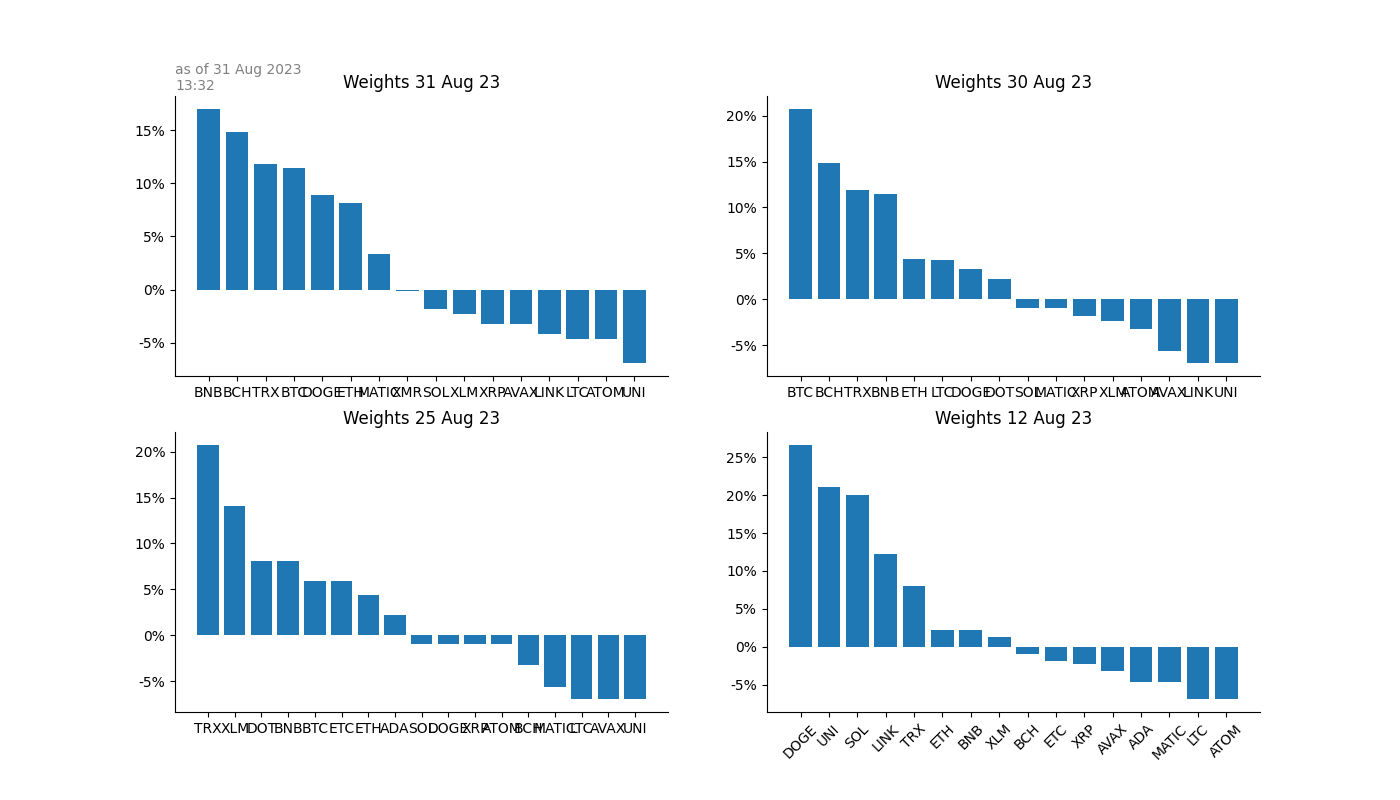 as of 31 Aug 2023
13:32
Weights 31 Aug 23
15%
10%
5%
0%
-5%
BNB BCH TRX BTC DOGE ETH MATIC XMR SOL XLM XRP AVAX LINK LTC ATOM UNI
Weights 30 Aug 23
20%
15%
10%
5%
0%
-5%
BTC BCH TRX BNB ETH LTC DOGE DOT SOL MATIC XRP XLM ATOM AVAX LINK UNI
Weights 25 Aug 23
20%
15%
10%
5%
0%
-5%
TRX XLM DOT BNB BTC ETC ETH ADA SOL DOGE XRP ATOM BCH MATIC LTC AVAX UNI
Weights 12 Aug 23
25%
20%
15%
10%
5%
0%
-5%
DOGE UNI SOL LINK TRX ETH BNB XLM BCH ETC XRP AVAX ADA MATIC LTC ATOM